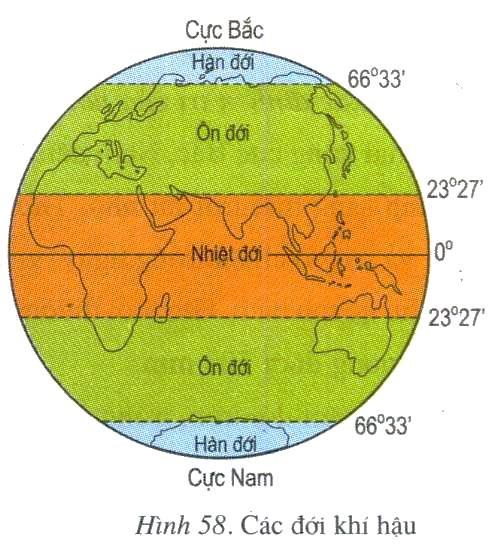 Cực Bắc
Hàn đới
66°33'
Ôn đới
23°27'
Nhiệt đới
0°
23°27'
Ôn đới
66°33'
Hàn đới
Cực Nam
Hình 58. Các đới khí hậu